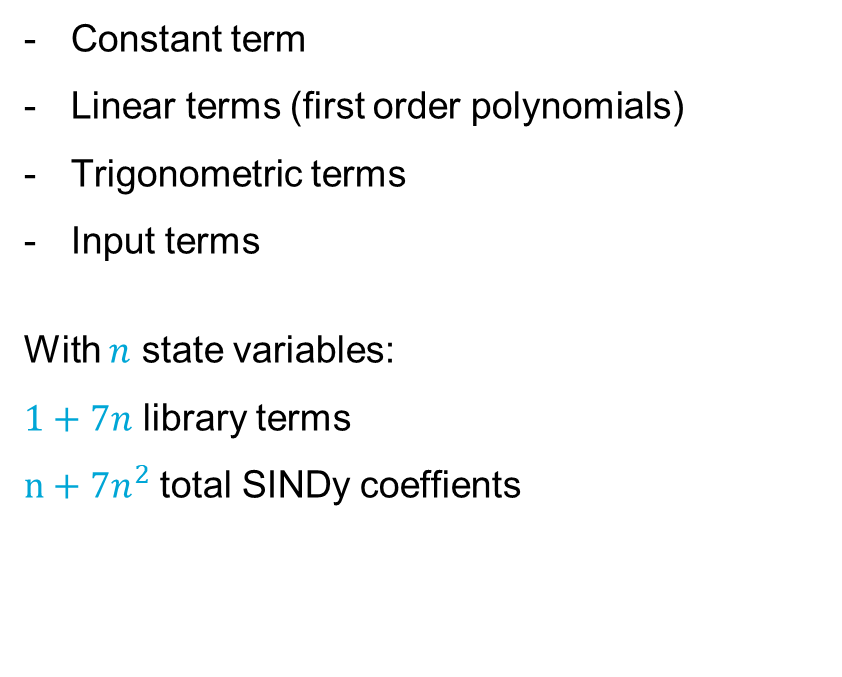 - Constant term
- Linear terms (first order polynomials)
- Trigonometric terms
- Input terms
With n state variables:
1 + 7n library terms
n + 7n² total SINDy coeffients